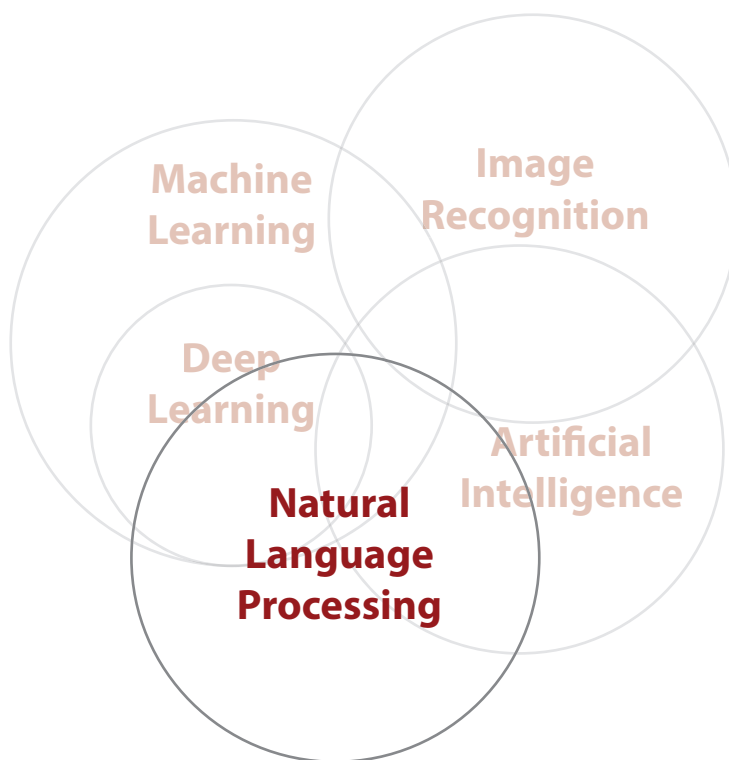 Machine
Learning
Image
Recognition
Deep
Learning
Artificial
Intelligence
Natural
Language
Processing